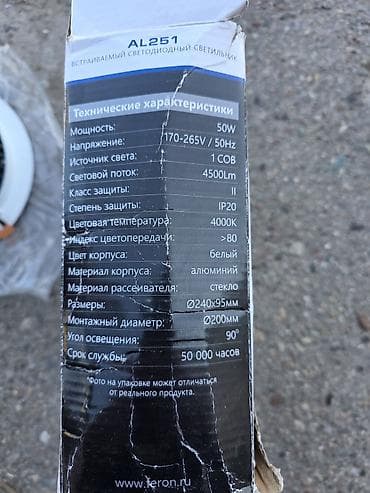 AL251
ВСТРАИВАЕМЫЙ СВЕТОДИОДНЫЙ СВЕТИЛЬНИК
Технические характеристики
Мощность: 50W
Напряжение: 170-265V / 50Hz
Источник света: 1 COB
Световой поток: 4500Lm
Класс защиты: II
Степень защиты: IP20
Цветовая температура: 4000K
Индекс цветопередачи: >80
Цвет корпуса: белый
Материал корпуса: алюминий
Материал рассеивателя: стекло
Размеры: Ø240x95мм
Монтажный диаметр: Ø200мм
Угол освещения: 90°
Срок службы: 50 000 часов
*Фото на упаковке может отличаться
от реального продукта.
www.feron.ru